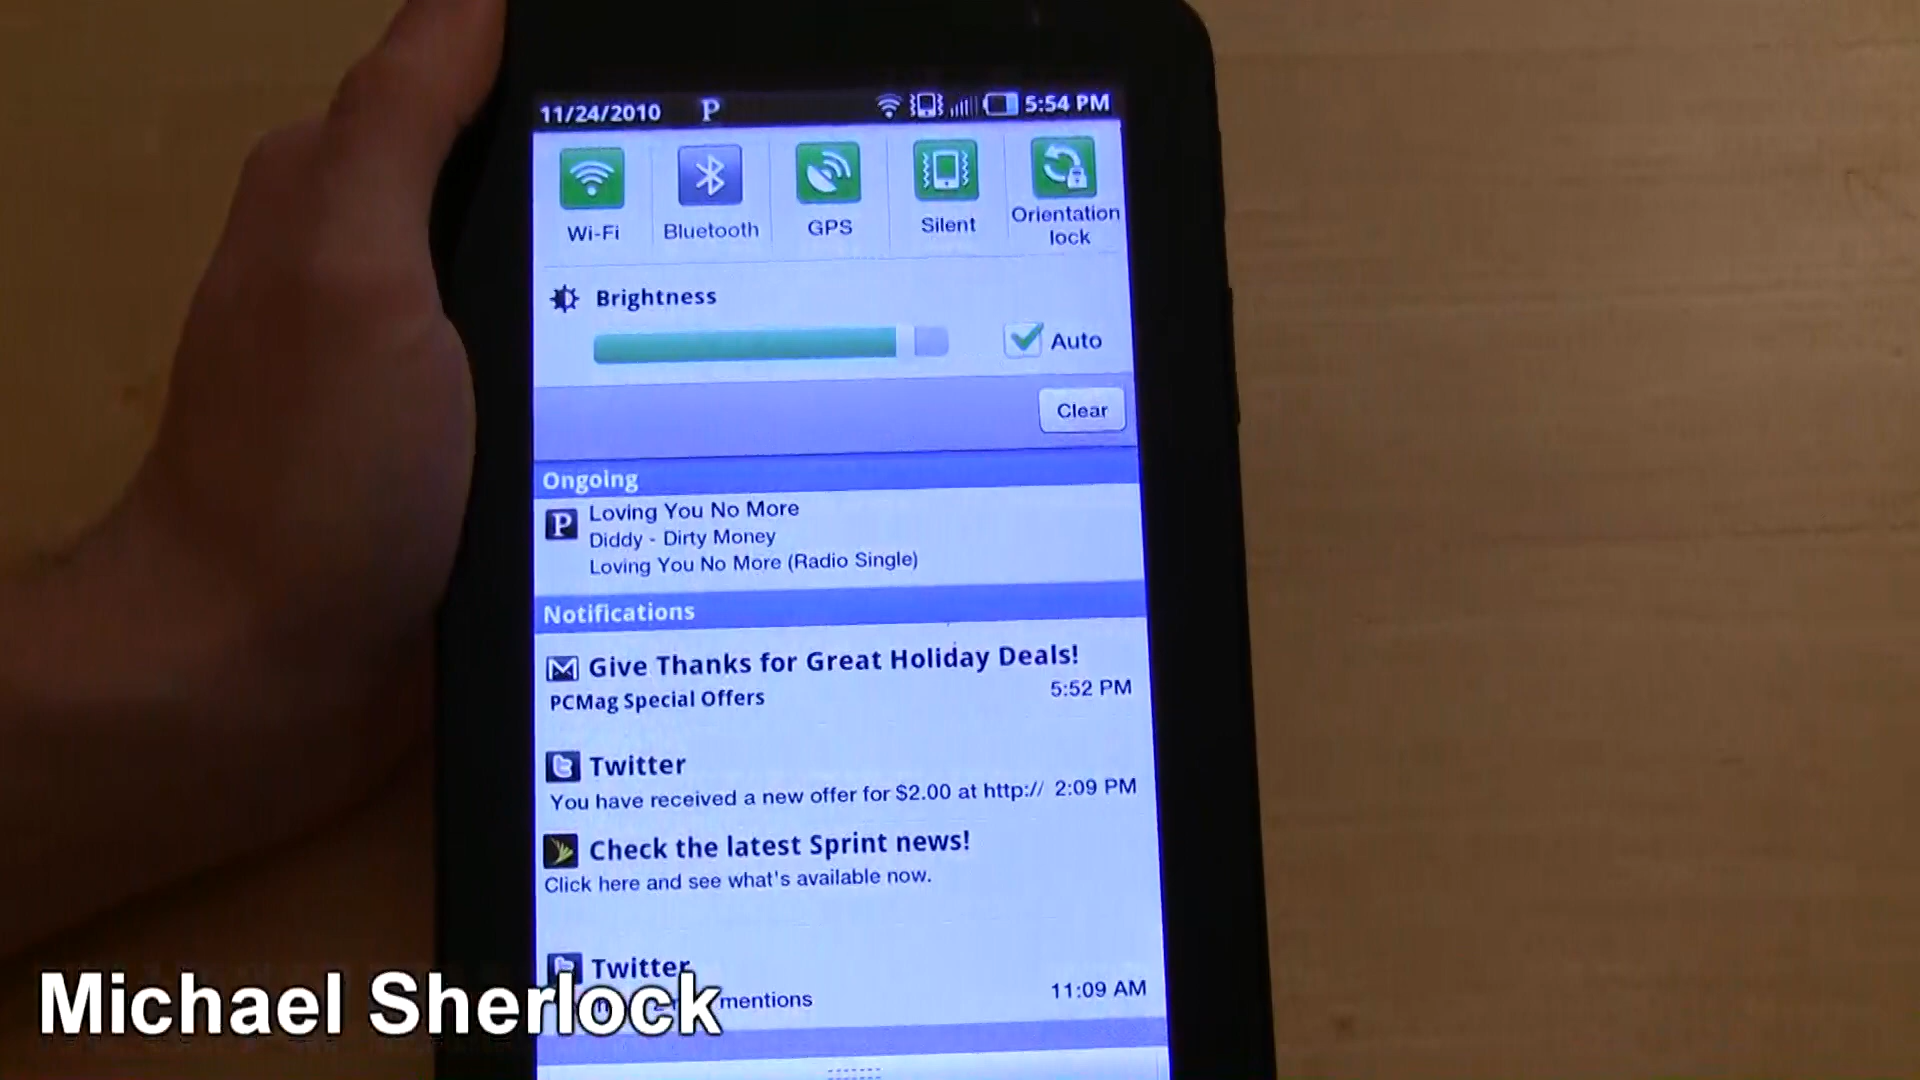 11/24/2010 P 5:54 PM
Wi-Fi Bluetooth GPS Silent Orientation lock
Brightness
Auto
Clear
Ongoing
P Loving You No More
Diddy - Dirty Money
Loving You No More (Radio Single)
Notifications
Give Thanks for Great Holiday Deals!
PCMag Special Offers 5:52 PM
Twitter
You have received a new offer for $2.00 at http:// 2:09 PM
Check the latest Sprint news!
Click here and see what's available now.
Twitter
mentions 11:09 AM
Michael Sherlock